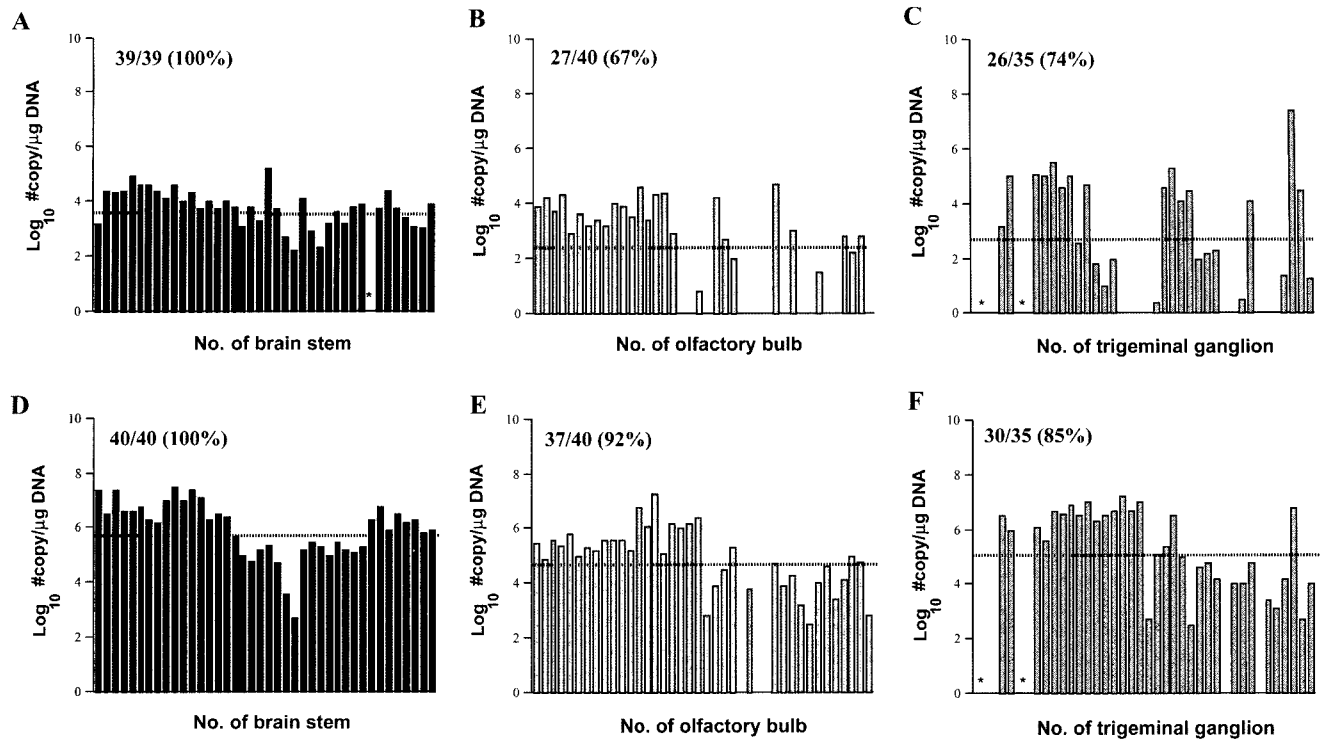 A
39/39 (100%)
Log10 #copy/μg DNA
10
8
6
4
2
0
*
No. of brain stem
B
27/40 (67%)
Log10 #copy/μg DNA
10
8
6
4
2
0
No. of olfactory bulb
C
26/35 (74%)
Log10 #copy/μg DNA
10
8
6
4
2
0
* *
No. of trigeminal ganglion
D
40/40 (100%)
Log10 #copy/μg DNA
10
8
6
4
2
0
No. of brain stem
E
37/40 (92%)
Log10 #copy/μg DNA
10
8
6
4
2
0
No. of olfactory bulb
F
30/35 (85%)
Log10 #copy/μg DNA
10
8
6
4
2
0
* *
No. of trigeminal ganglion